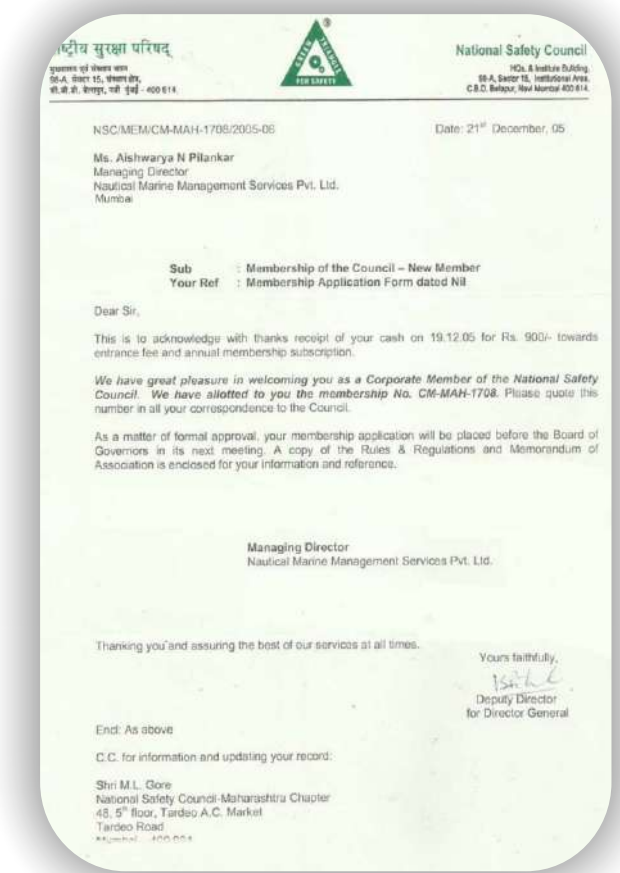 राष्ट्रीय सुरक्षा परिषद्
98-A, सेक्टर 15, संस्थान क्षेत्र,
सी.बी.डी. बेलापुर, नवी मुंबई - 400 614.
®
GREEN TRIANGLE
FOR SAFETY
National Safety Council
HQs. & Institute Building,
98-A, Sector 15, Institutional Area,
C.B.D. Belapur, Navi Mumbai 400 614.
NSC/MEM/CM-MAH-1708/2005-06
Date: 21st December, 05
Ms. Aishwarya N Pilankar
Managing Director
Nautical Marine Management Services Pvt. Ltd.
Mumbai
Sub : Membership of the Council – New Member
Your Ref : Membership Application Form dated Nil
Dear Sir,
This is to acknowledge with thanks receipt of your cash on 19.12.05 for Rs. 900/- towards
entrance fee and annual membership subscription.
We have great pleasure in welcoming you as a Corporate Member of the National Safety
Council. We have allotted to you the membership No. CM-MAH-1708. Please quote this
number in all your correspondence to the Council.
As a matter of formal approval, your membership application will be placed before the Board of
Governors in its next meeting. A copy of the Rules & Regulations and Memorandum of
Association is enclosed for your information and reference.
Managing Director
Nautical Marine Management Services Pvt. Ltd.
Thanking you and assuring the best of our services at all times.
Yours faithfully,
Deputy Director
for Director General
Encl: As above
C.C. for information and updating your record:
Shri M.L. Gore
National Safety Council-Maharashtra Chapter
48, 5th floor, Tardeo A.C. Market
Tardeo Road